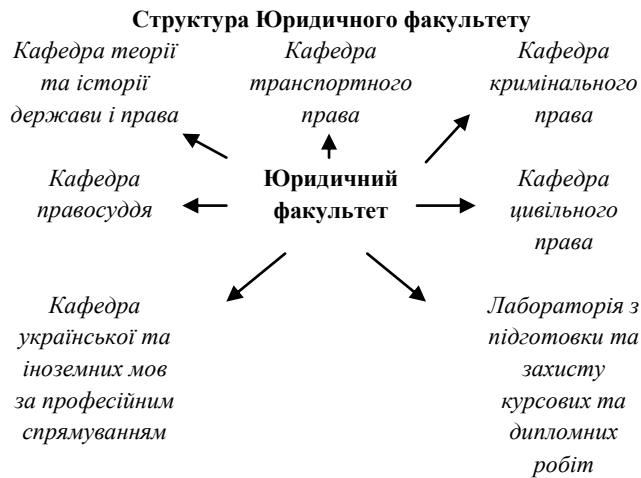 Структура Юридичного факультету
Кафедра теорії
та історії
держави і права
Кафедра
транспортного
права
Кафедра
кримінального
права
Кафедра
правосуддя
Юридичний
факультет
Кафедра
цивільного
права
Кафедра
української та
іноземних мов
за професійним
спрямуванням
Лабораторія з
підготовки та
захисту
курсових та
дипломних
робіт